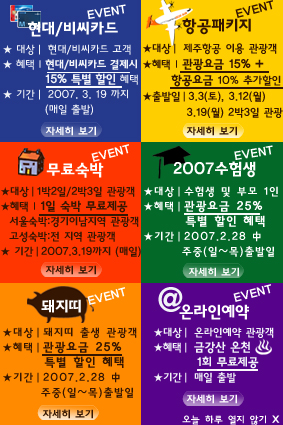 EVENT
현대/비씨카드
★ 대상 | 현대/비씨카드 고객
★ 혜택 | 현대/비씨카드 결제시
15% 특별 할인 혜택
★ 기간 | 2007. 3. 19 까지
(매일 출발)
자세히 보기
EVENT
항공패키지
★ 대상 | 제주항공 이용 관광객
★ 혜택 | 관광요금 15% +
항공요금 10% 추가할인
★출발일 | 3.3(토), 3.12(월)
3.19(월) 2박3일 관광
자세히 보기
EVENT
무료숙박
★대상 | 1박2일/2박3일 관광객
★혜택 | 1일 숙박 무료제공
서울숙박:경기이남지역 관광객
고성숙박:전 지역 관광객
★ 기간 | 2007,3.19까지 (매일)
자세히 보기
EVENT
2007수험생
★대상 | 수험생 및 부모 1인
★혜택 | 관광요금 25%
특별 할인 혜택
★기간 | 2007.2.28 中
주중(일~목)출발일
자세히 보기
EVENT
돼지띠
★ 대상 | 돼지띠 출생 관광객
★ 혜택 | 관광요금 25%
특별 할인 혜택
★ 기간 | 2007.2.28 中
주중(일~목)출발일
자세히 보기
EVENT
@온라인예약
★대상 | 온라인예약 관광객
★혜택 | 금강산 온천
1회 무료제공
★기간 | 매일 출발
자세히 보기
오늘 하루 열지 않기 X